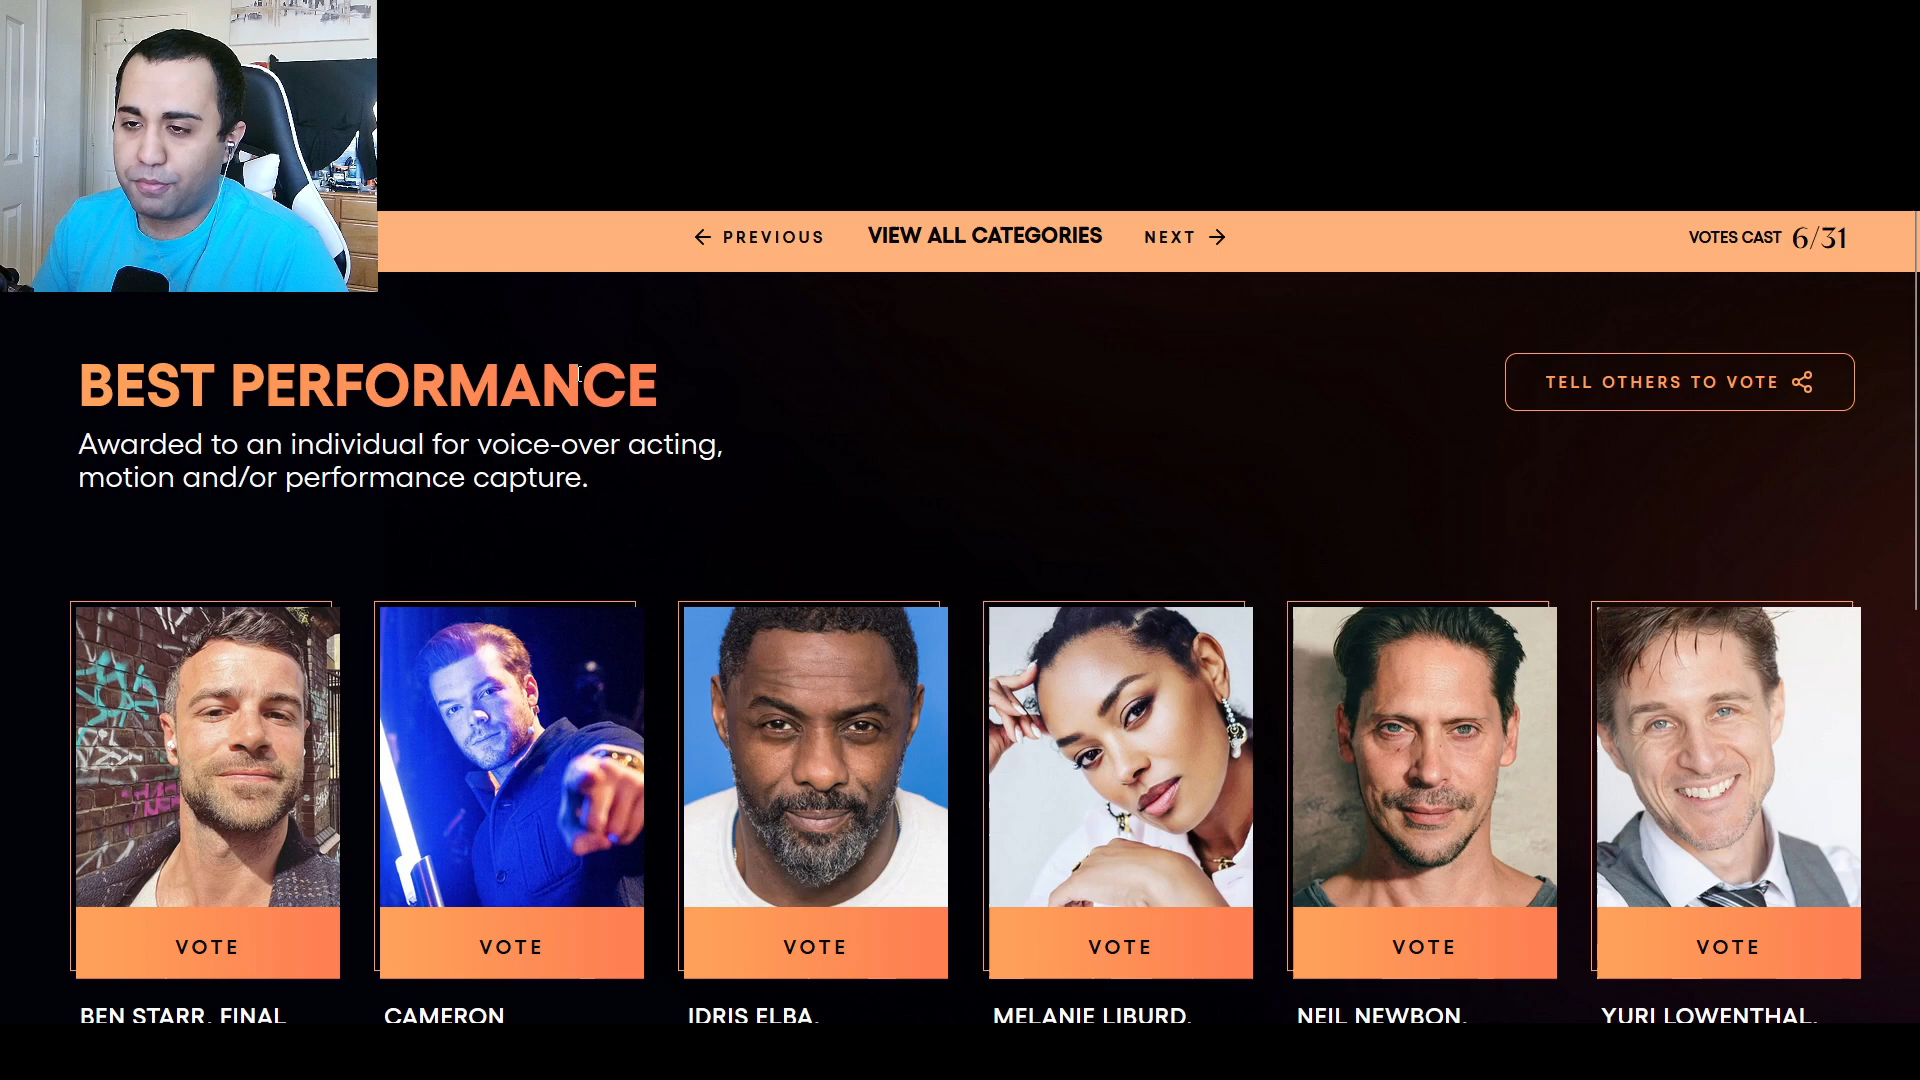 PREVIOUS
VIEW ALL CATEGORIES
NEXT
VOTES CAST 6/31
BEST PERFORMANCE
TELL OTHERS TO VOTE
Awarded to an individual for voice-over acting,
motion and/or performance capture.
VOTE
VOTE
VOTE
VOTE
VOTE
VOTE
BEN STARR, FINAL
CAMERON
IDRIS ELBA,
MELANIE LIBURD,
NEIL NEWBON,
YURI LOWENTHAL,